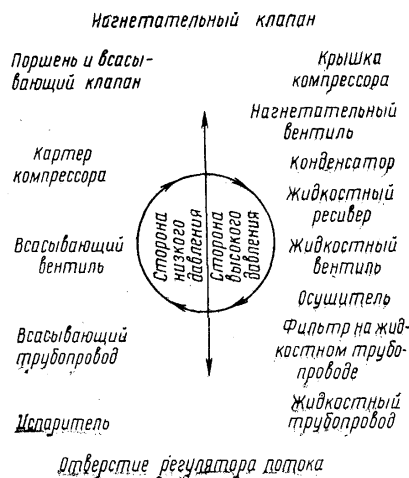 Нагнетательный клапан
Поршень и всасы-
вающий клапан
Картер
компрессора
Всасывающий
вентиль
Всасывающий
трубопровод
Испаритель
Сторона
низкого
давления
Сторона
высокого
давления
Крышка
компрессора
Нагнетательный
вентиль
Конденсатор
Жидкостный
ресивер
Жидкостный
вентиль
Осушитель
Фильтр на жид-
костном трубо-
проводе
Жидкостный
трубопровод
Отверстие регулятора потока